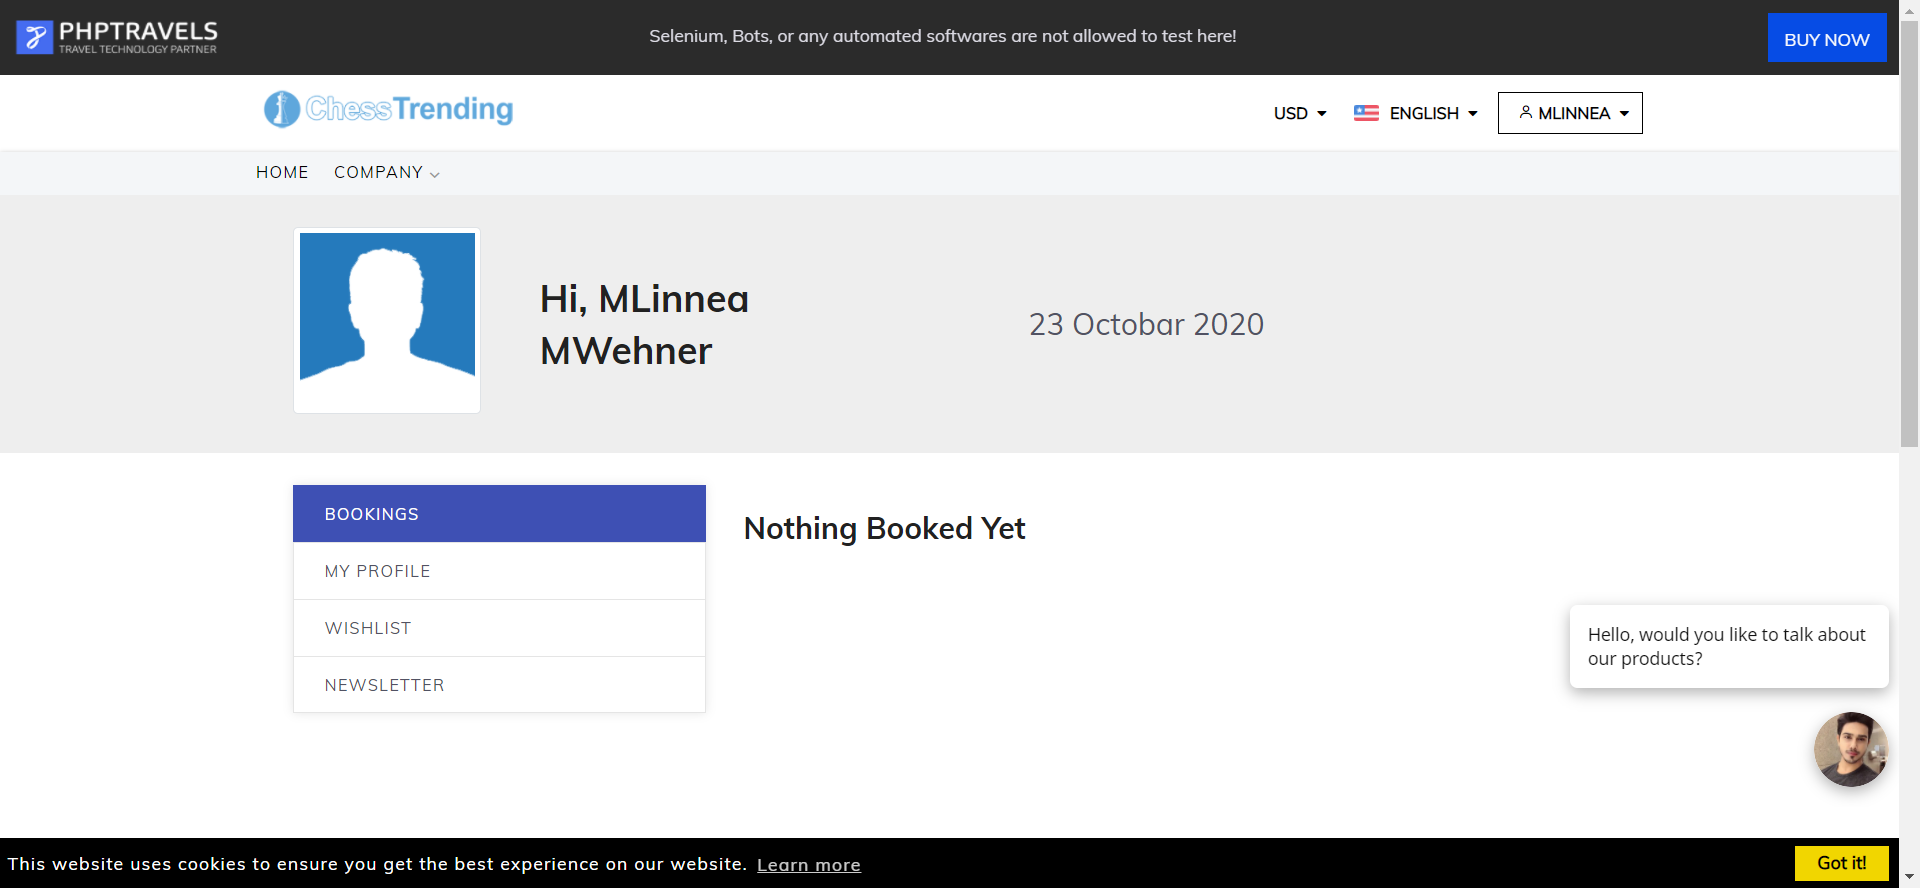 PHPTRAVELS
TRAVEL TECHNOLOGY PARTNER
Selenium, Bots, or any automated softwares are not allowed to test here!
BUY NOW
ChessTrending
USD
ENGLISH
MLINNEA
HOME
COMPANY
Hi, MLinnea
MWehner
23 Octobar 2020
BOOKINGS
MY PROFILE
WISHLIST
NEWSLETTER
Nothing Booked Yet
Hello, would you like to talk about
our products?
This website uses cookies to ensure you get the best experience on our website. Learn more
Got it!